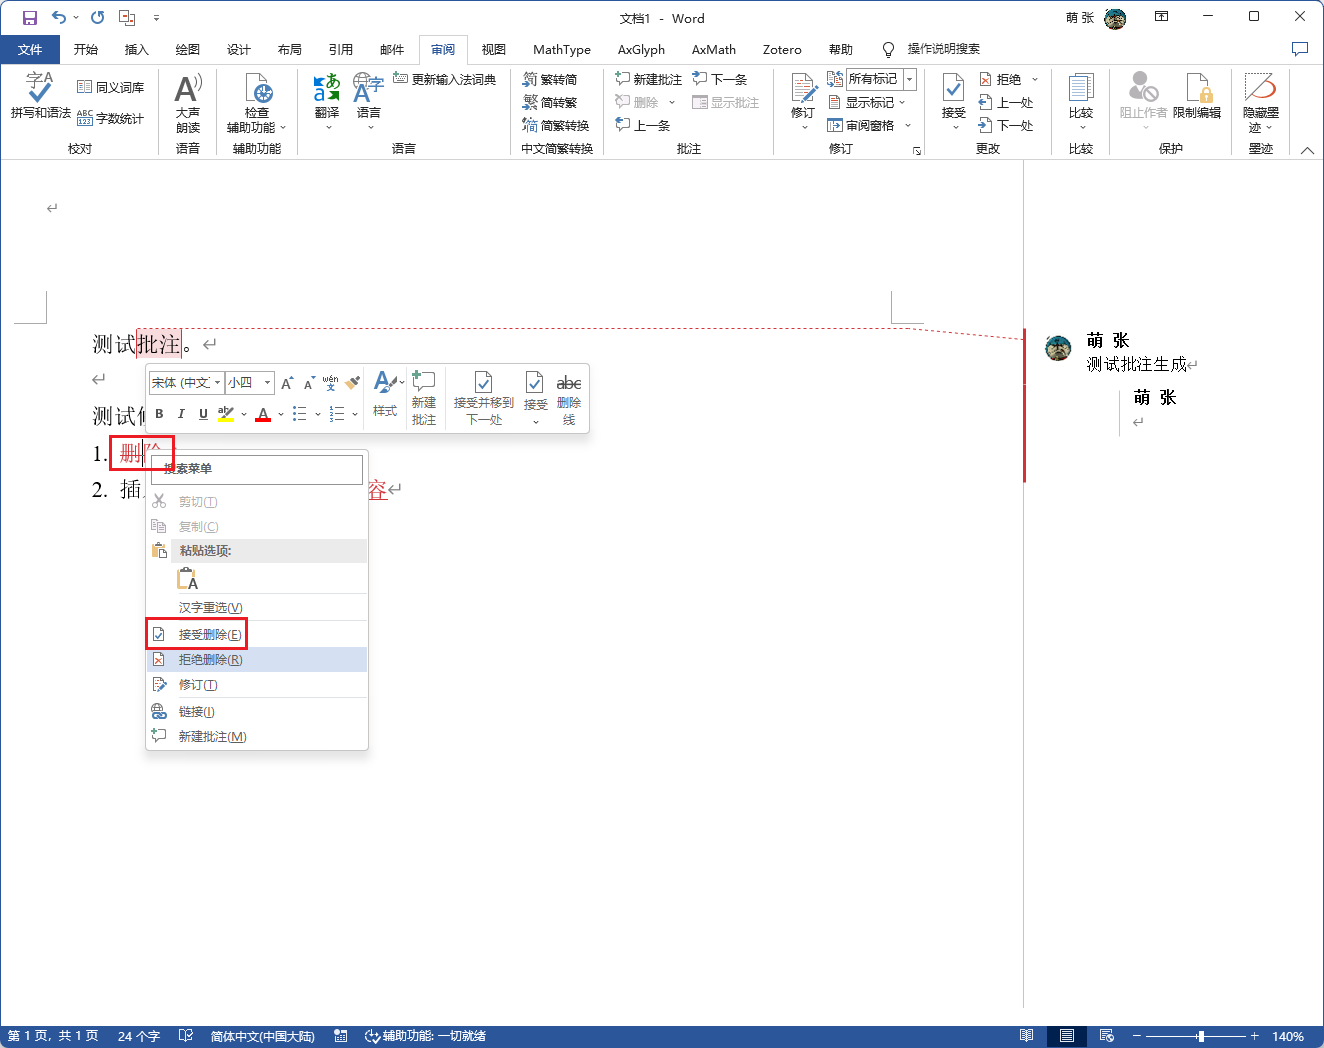 文档1 - Word
萌 张
文件 开始 插入 绘图 设计 布局 引用 邮件 审阅 视图 MathType AxGlyph AxMath Zotero 帮助 操作说明搜索
拼写和语法
同义词库
ABC 123 字数统计
校对
大声
朗读
语音
检查
辅助功能
辅助功能
翻译
语言
更新输入法词典
语言
繁转简
简转繁
简繁转换
中文简繁转换
新建批注
删除
上一条
下一条
显示批注
批注
修订
所有标记
显示标记
审阅窗格
修订
接受
拒绝
上一处
下一处
更改
比较
比较
阻止作者
限制编辑
保护
隐藏墨
迹
墨迹
测试批注。
萌 张
测试批注生成
萌 张
宋体 (中文 小四 A A wén 文
B I U ab A
样式
新建
批注
接受并移到
下一处
接受
abc
删除
线
1.
搜索菜单
2. 插 容
剪切(T)
复制(C)
粘贴选项:
汉字重选(V)
接受删除(E)
拒绝删除(R)
修订(T)
链接(I)
新建批注(M)
第 1 页，共 1 页 24 个字 简体中文(中国大陆) 辅助功能: 一切就绪 140%